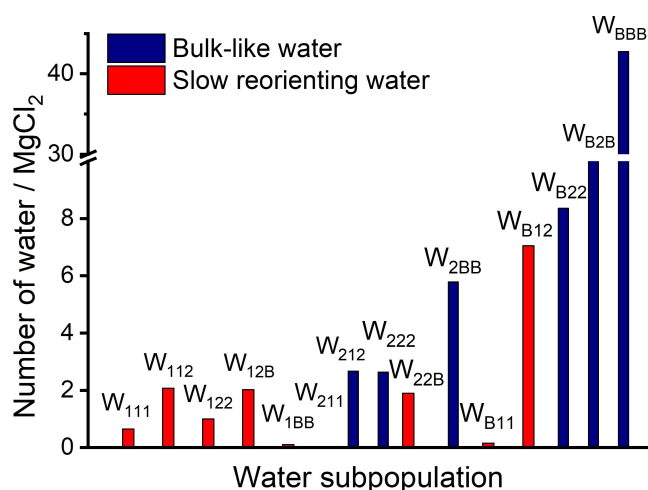 Number of water / MgCl₂
Bulk-like water
Slow reorienting water
40
30
8
6
4
2
0
W₁₁₁
W₁₁₂
W₁₂₂
W₁₂B
W₁BB
W₂₁₁
W₂₁₂
W₂₂₂
W₂₂B
W₂BB
WB₁₁
WB₁₂
WB₂₂
WB₂B
WBBB
Water subpopulation